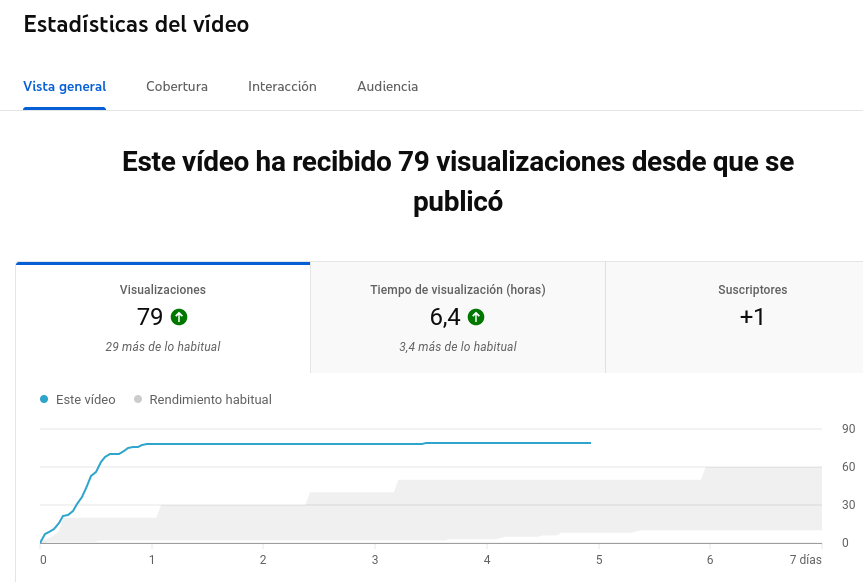 Estadísticas del vídeo
Vista general Cobertura Interacción Audiencia
Este vídeo ha recibido 79 visualizaciones desde que se
publicó
Visualizaciones Tiempo de visualización (horas) Suscriptores
79 6,4 +1
29 más de lo habitual 3,4 más de lo habitual
Este vídeo Rendimiento habitual
90
60
30
0
0 1 2 3 4 5 6 7 días